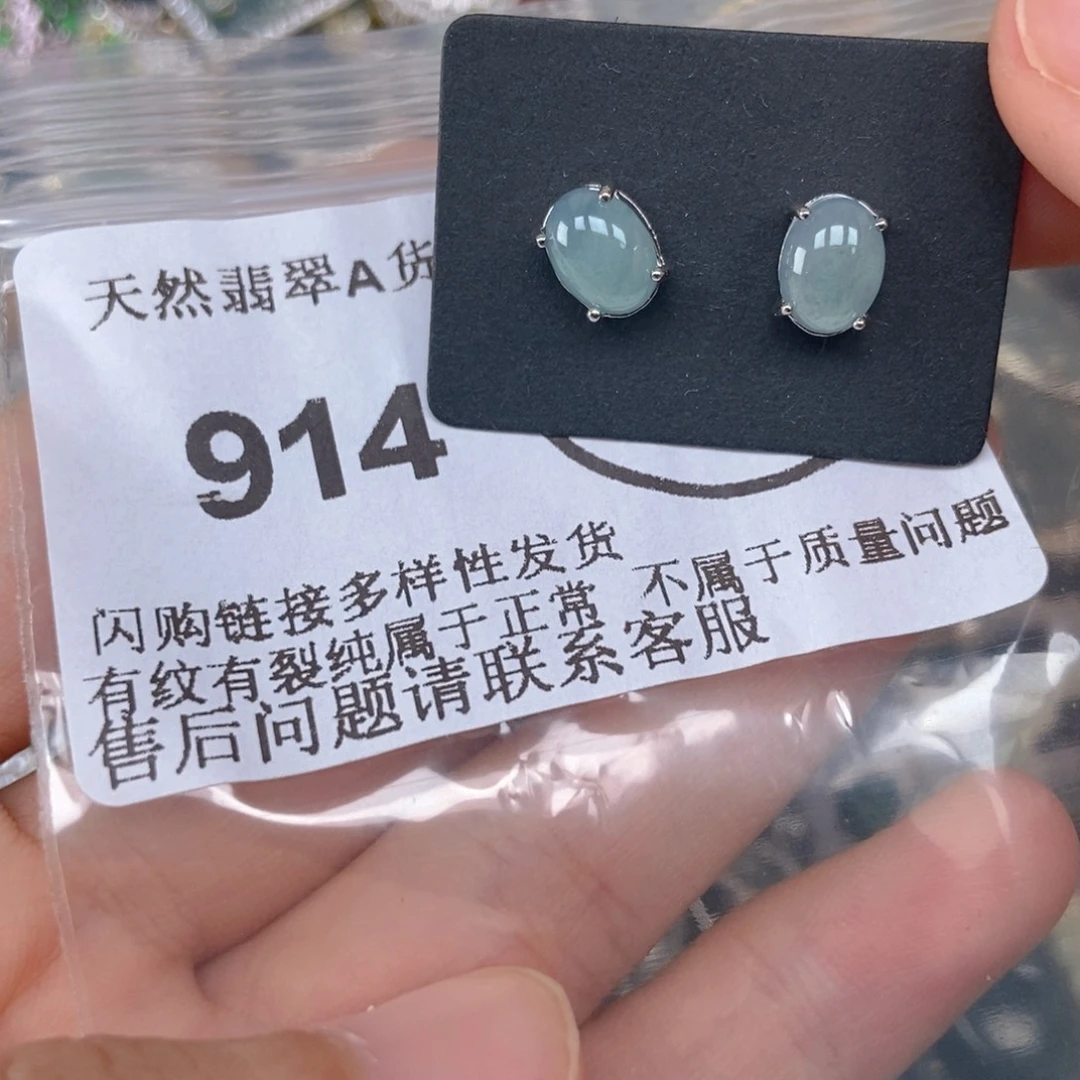 天然翡翠A货
914
闪购链接多样性发货
有纹有裂纯属于正常 不属于质量问题
售后问题请联系客服